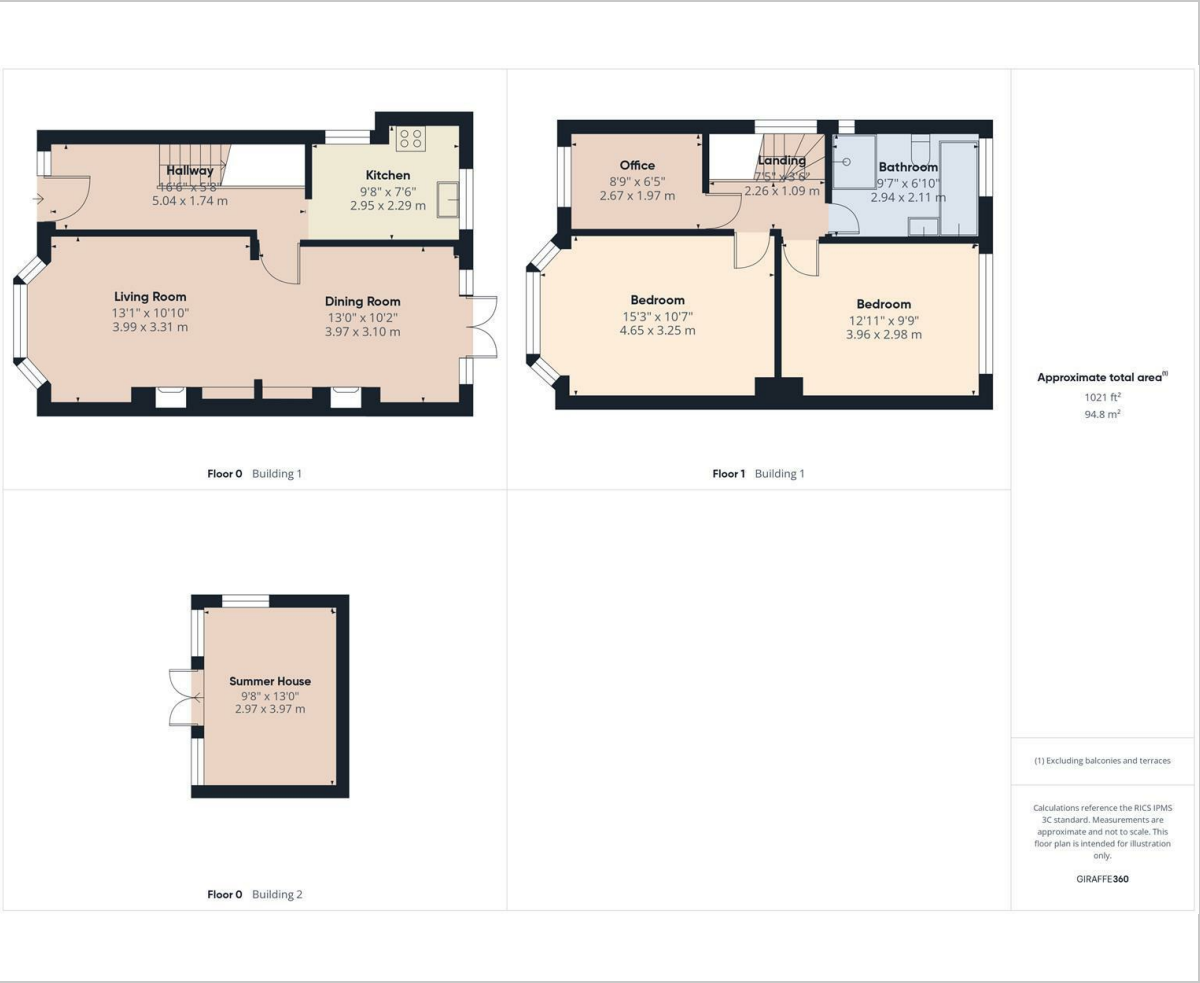 Hallway
16'6" x 5'8"
5.04 x 1.74 m
Kitchen
9'8" x 7'6"
2.95 x 2.29 m
Living Room
13'1" x 10'10"
3.99 x 3.31 m
Dining Room
13'0" x 10'2"
3.97 x 3.10 m
Floor 0 Building 1
Office
8'9" x 6'5"
2.67 x 1.97 m
Landing
7'5" x 3'6"
2.26 x 1.09 m
Bathroom
9'7" x 6'10"
2.94 x 2.11 m
Bedroom
15'3" x 10'7"
4.65 x 3.25 m
Bedroom
12'11" x 9'9"
3.96 x 2.98 m
Floor 1 Building 1
Summer House
9'8" x 13'0"
2.97 x 3.97 m
Floor 0 Building 2
Approximate total area(1)
1021 ft²
94.8 m²
(1) Excluding balconies and terraces
Calculations reference the RICS IPMS
3C standard. Measurements are
approximate and not to scale. This
floor plan is intended for illustration
only.
GIRAFFE360